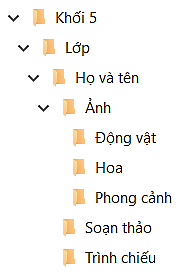 Khối 5
Lớp
Họ và tên
Ảnh
Động vật
Hoa
Phong cảnh
Soạn thảo
Trình chiếu